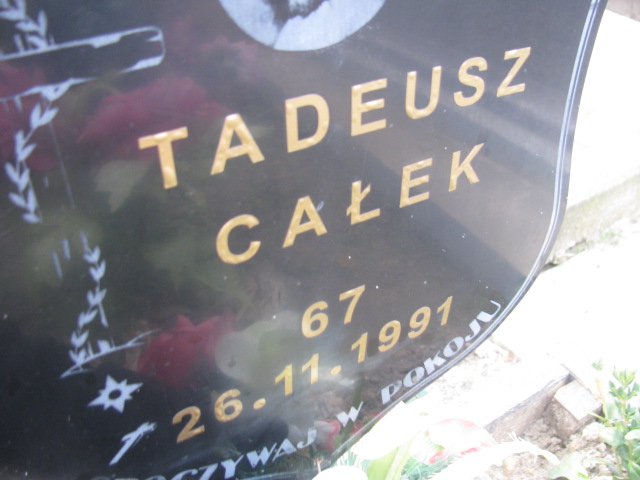 TADEUSZ
CAŁEK
67
26.11.1991
W POKOJU